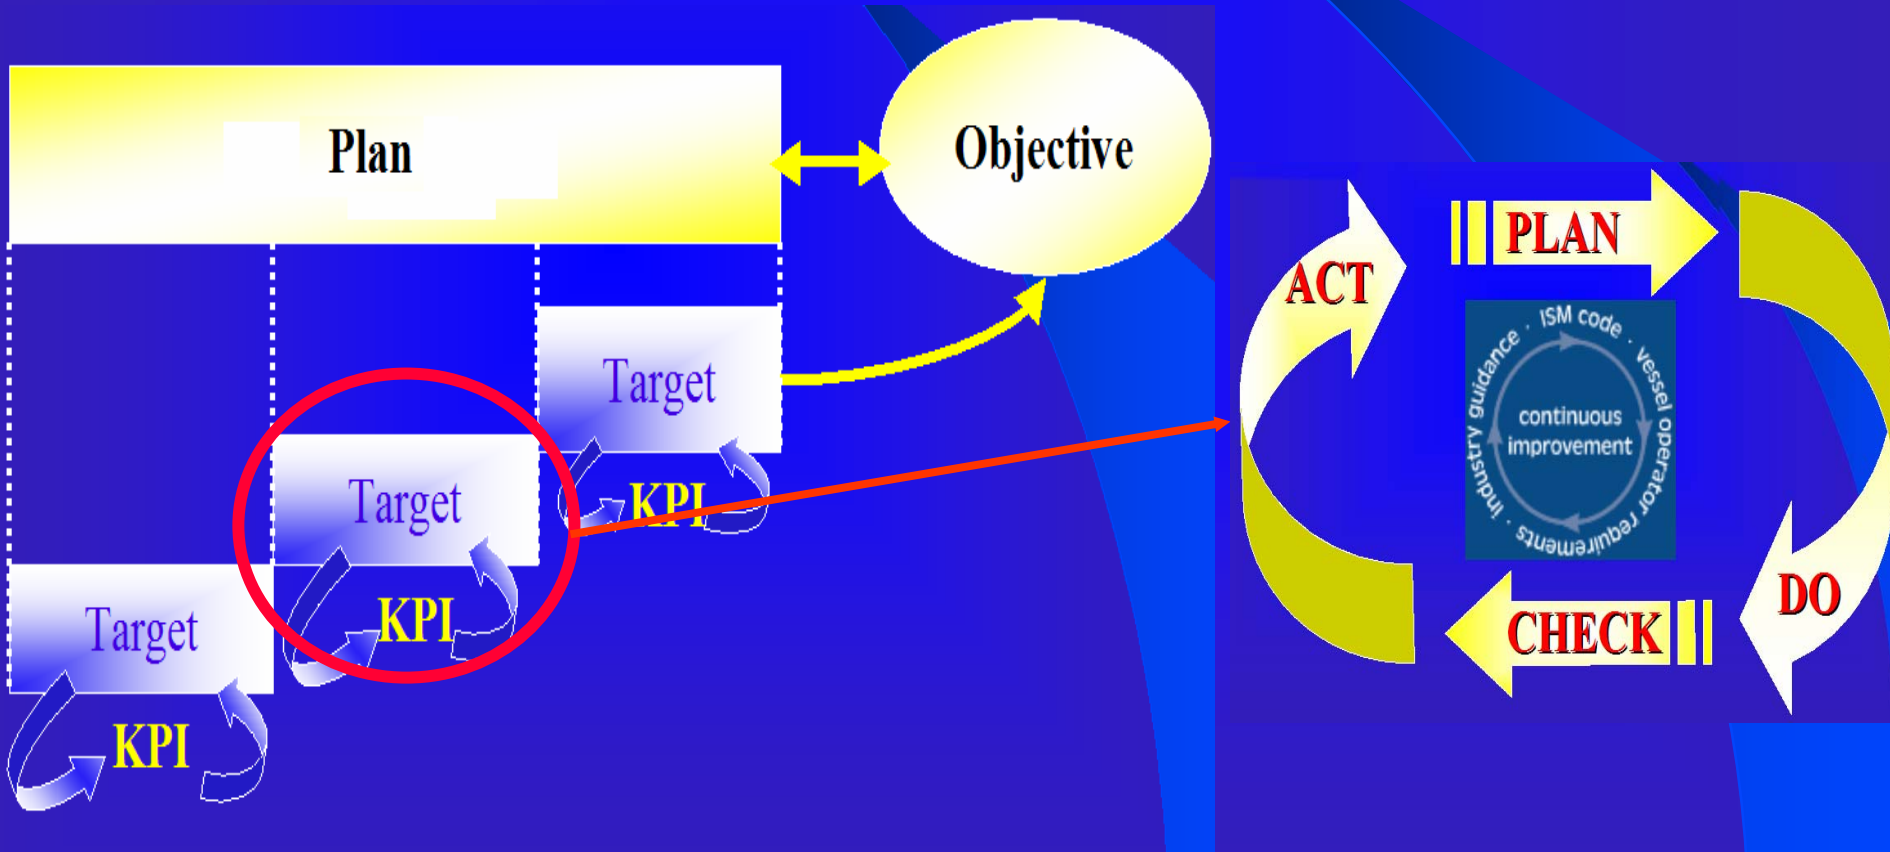 Plan
Objective
Target
KPI
Target
KPI
Target
KPI
PLAN
ACT
DO
CHECK
ISM code · vessel operator requirements · industry guidance ·
continuous
improvement